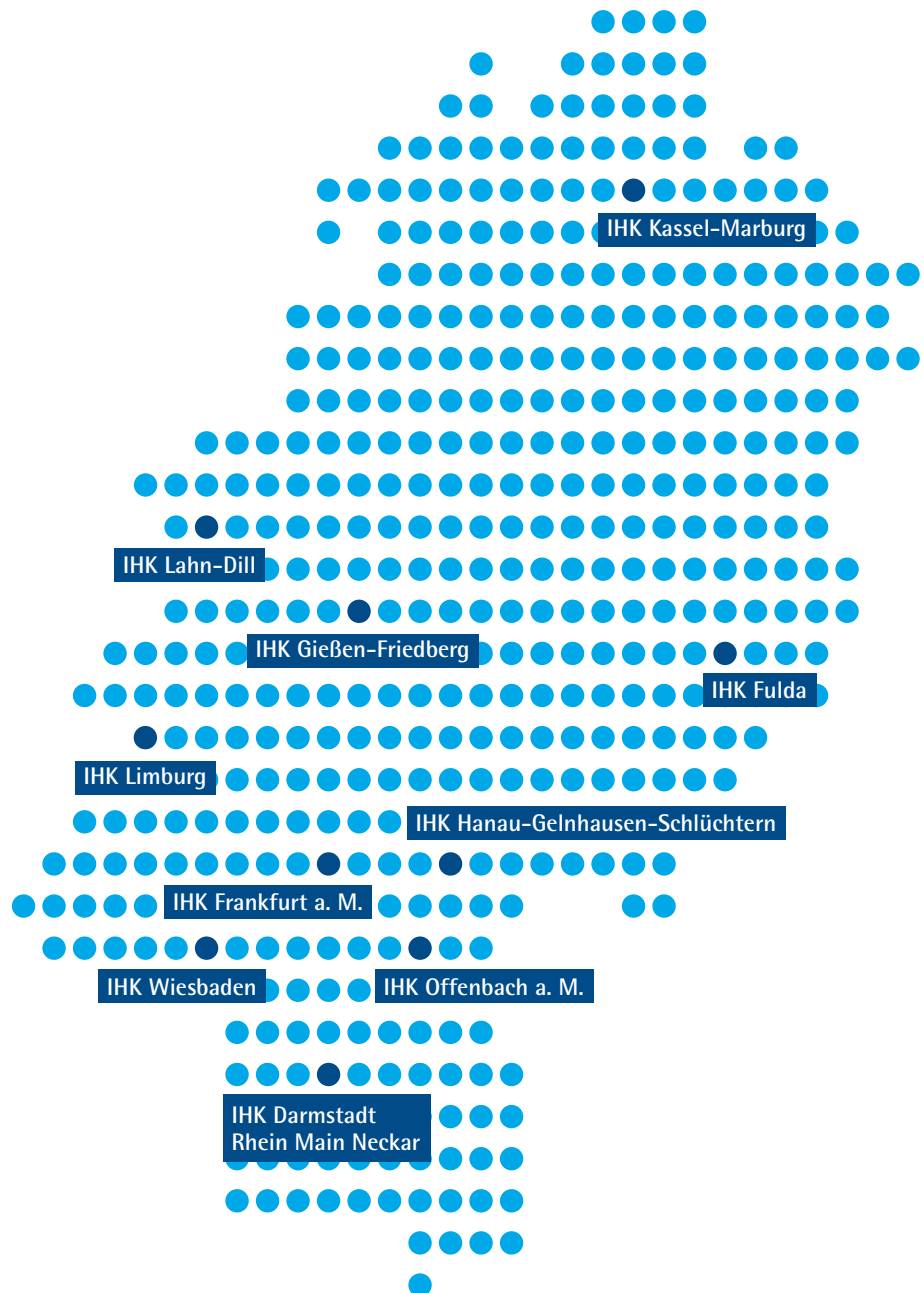 IHK Kassel-Marburg
IHK Lahn-Dill
IHK Gießen-Friedberg
IHK Fulda
IHK Limburg
IHK Hanau-Gelnhausen-Schlüchtern
IHK Frankfurt a. M.
IHK Wiesbaden
IHK Offenbach a. M.
IHK Darmstadt
Rhein Main Neckar